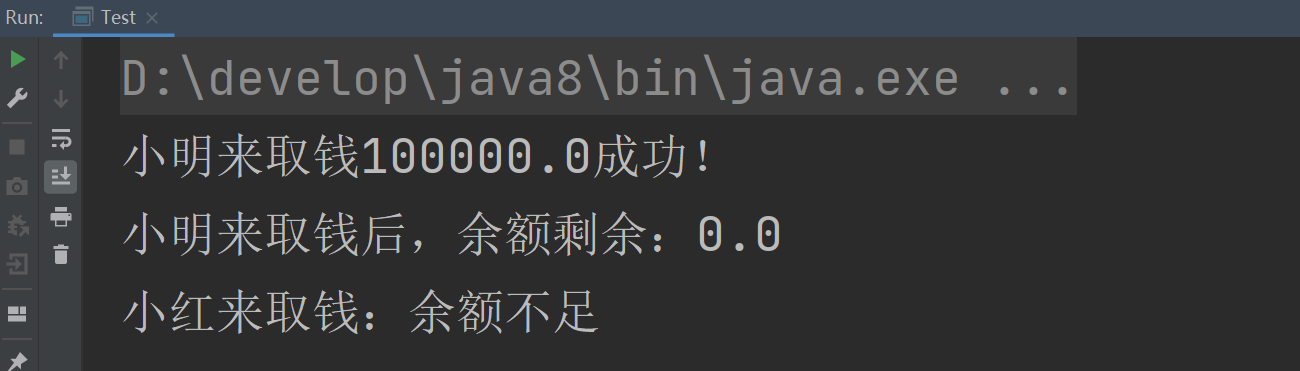 Run: Test
D:\develop\java8\bin\java.exe ...
小明来取钱100000.0成功!
小明来取钱后，余额剩余：0.0
小红来取钱：余额不足